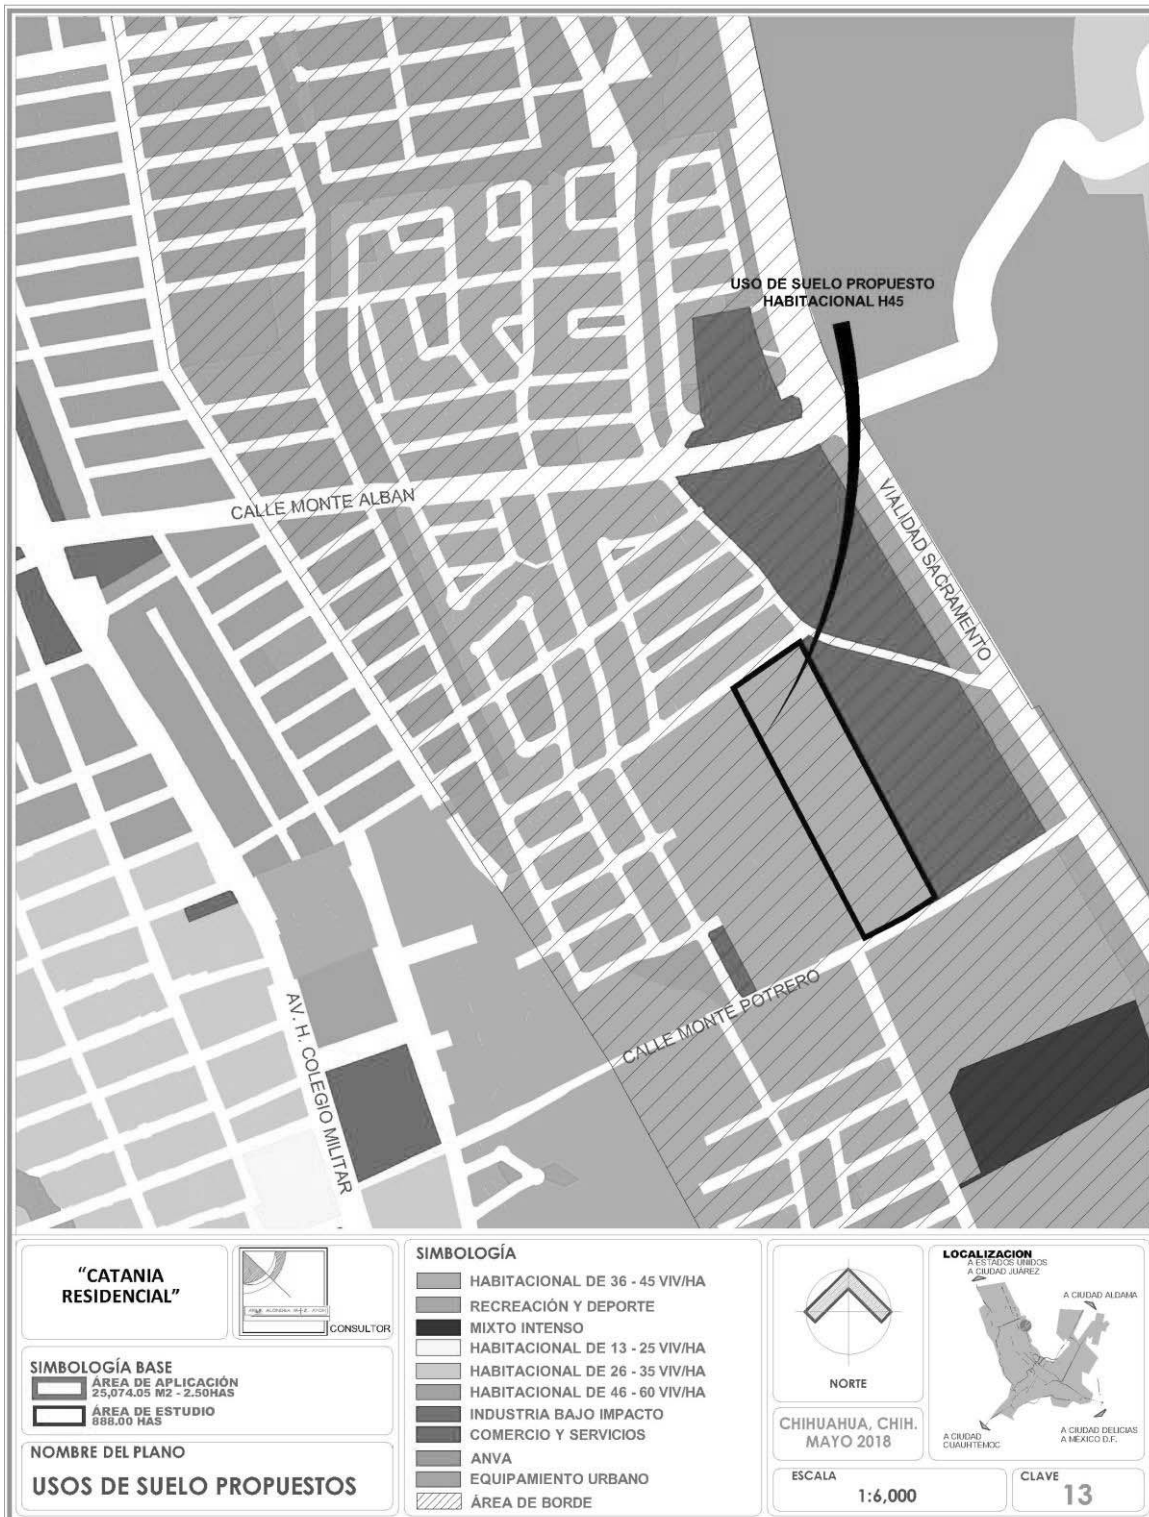 USO DE SUELO PROPUESTO
HABITACIONAL H45
CALLE MONTE ALBAN
VIALIDAD SACRAMENTO
CALLE MONTE POTRERO
AV. H. COLEGIO MILITAR
"CATANIA
RESIDENCIAL"
CONSULTOR
SIMBOLOGÍA BASE
ÁREA DE APLICACIÓN
25,074.05 M2 - 2.50HAS
ÁREA DE ESTUDIO
888.00 HAS
NOMBRE DEL PLANO
USOS DE SUELO PROPUESTOS
SIMBOLOGÍA
HABITACIONAL DE 36 - 45 VIV/HA
RECREACIÓN Y DEPORTE
MIXTO INTENSO
HABITACIONAL DE 13 - 25 VIV/HA
HABITACIONAL DE 26 - 35 VIV/HA
HABITACIONAL DE 46 - 60 VIV/HA
INDUSTRIA BAJO IMPACTO
COMERCIO Y SERVICIOS
ANVA
EQUIPAMIENTO URBANO
ÁREA DE BORDE
NORTE
CHIHUAHUA, CHIH.
MAYO 2018
LOCALIZACION
A ESTADOS UNIDOS
A CIUDAD JUÁREZ
A CIUDAD ALDAMA
A CIUDAD
CUAUHTEMOC
A CIUDAD DELICIAS
A MÉXICO D.F.
ESCALA
1:6,000
CLAVE
13